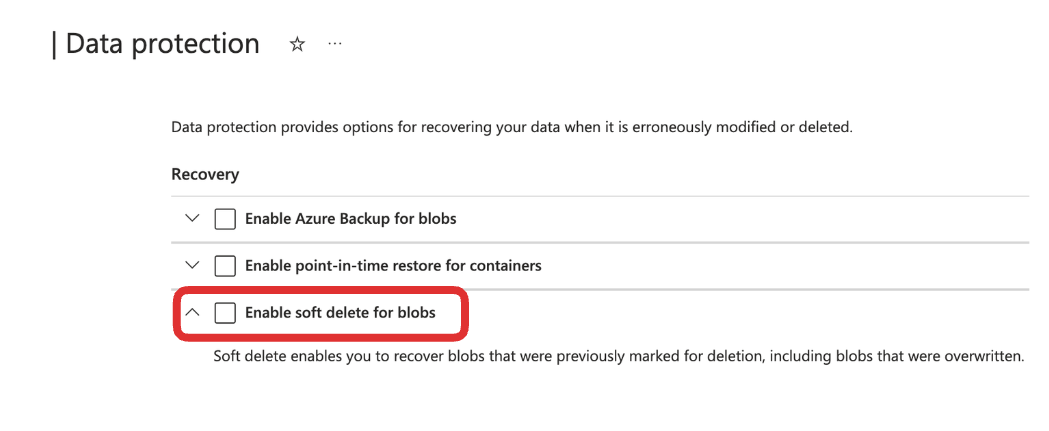 | Data protection ☆ ...
Data protection provides options for recovering your data when it is erroneously modified or deleted.
Recovery
Enable Azure Backup for blobs
Enable point-in-time restore for containers
Enable soft delete for blobs
Soft delete enables you to recover blobs that were previously marked for deletion, including blobs that were overwritten.